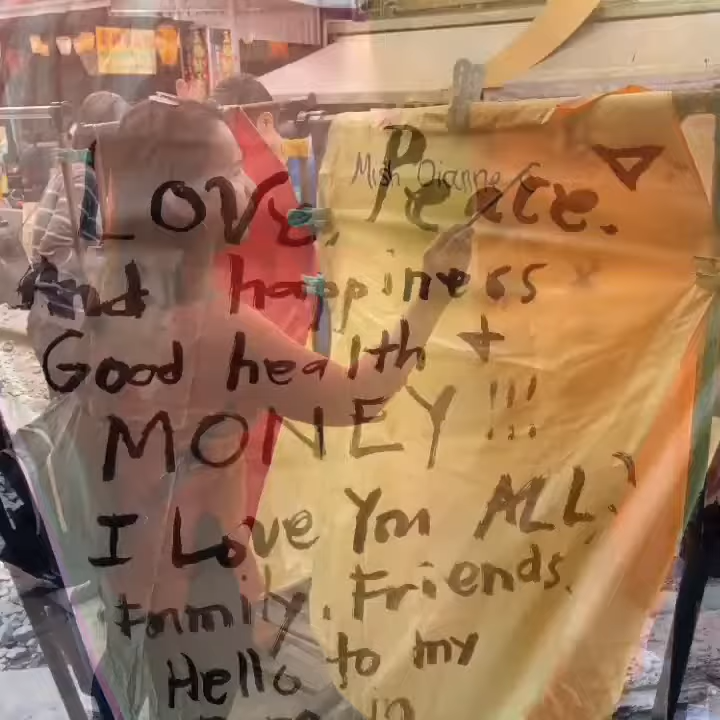 Mish Dianne C
Love, Peace.
And happiness
Good health +
MONEY !!!
I Love You ALL
Family, Friends,
Hello to my